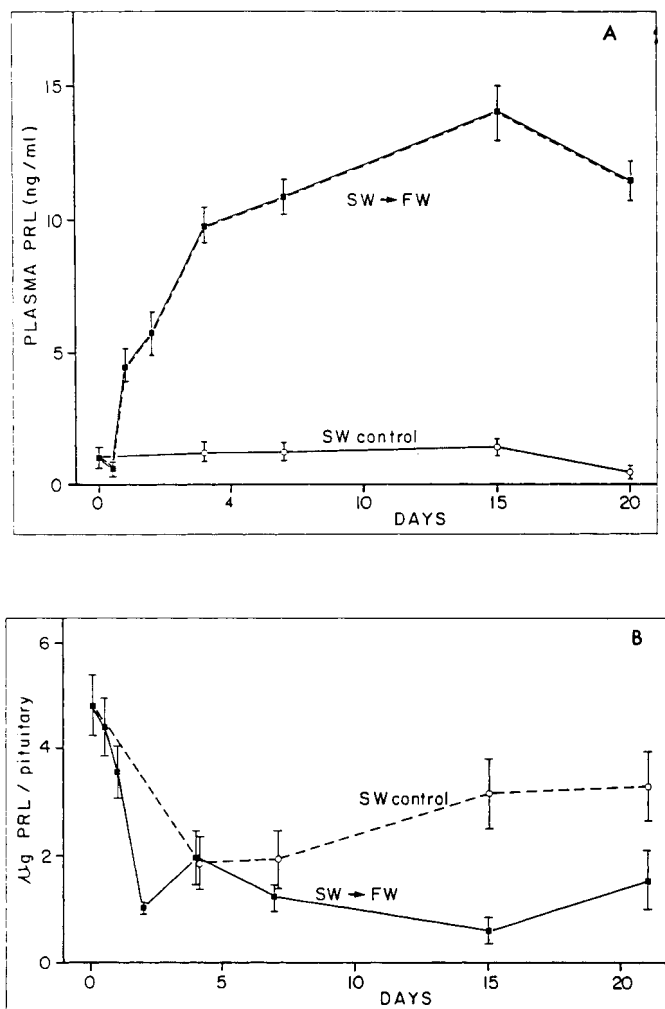 A
15
10
5
0
PLASMA PRL (ng/ml)
SW → FW
SW control
0 4 10 15 20
DAYS
B
6
4
2
0
µg PRL / pituitary
SW control
SW → FW
0 5 10 15 20
DAYS